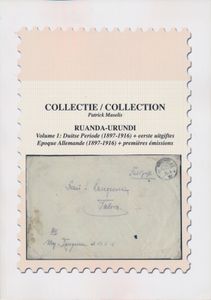 COLLECTIE / COLLECTION
Patrick Maselis
RUANDA-URUNDI
Volume 1: Duitse Periode (1897-1916) + eerste uitgiftes
Epoque Allemande (1897-1916) + premières émissions
Tabora